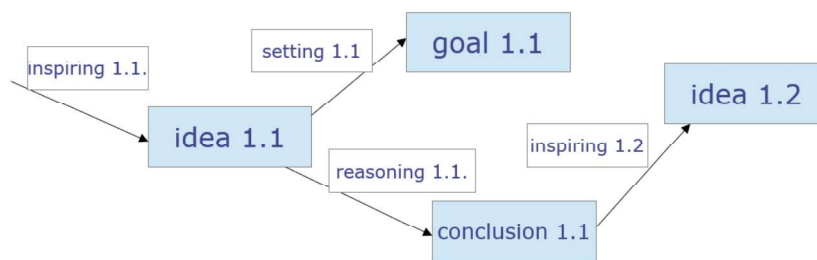 inspiring 1.1.
setting 1.1
goal 1.1
idea 1.1
idea 1.2
reasoning 1.1.
inspiring 1.2
conclusion 1.1